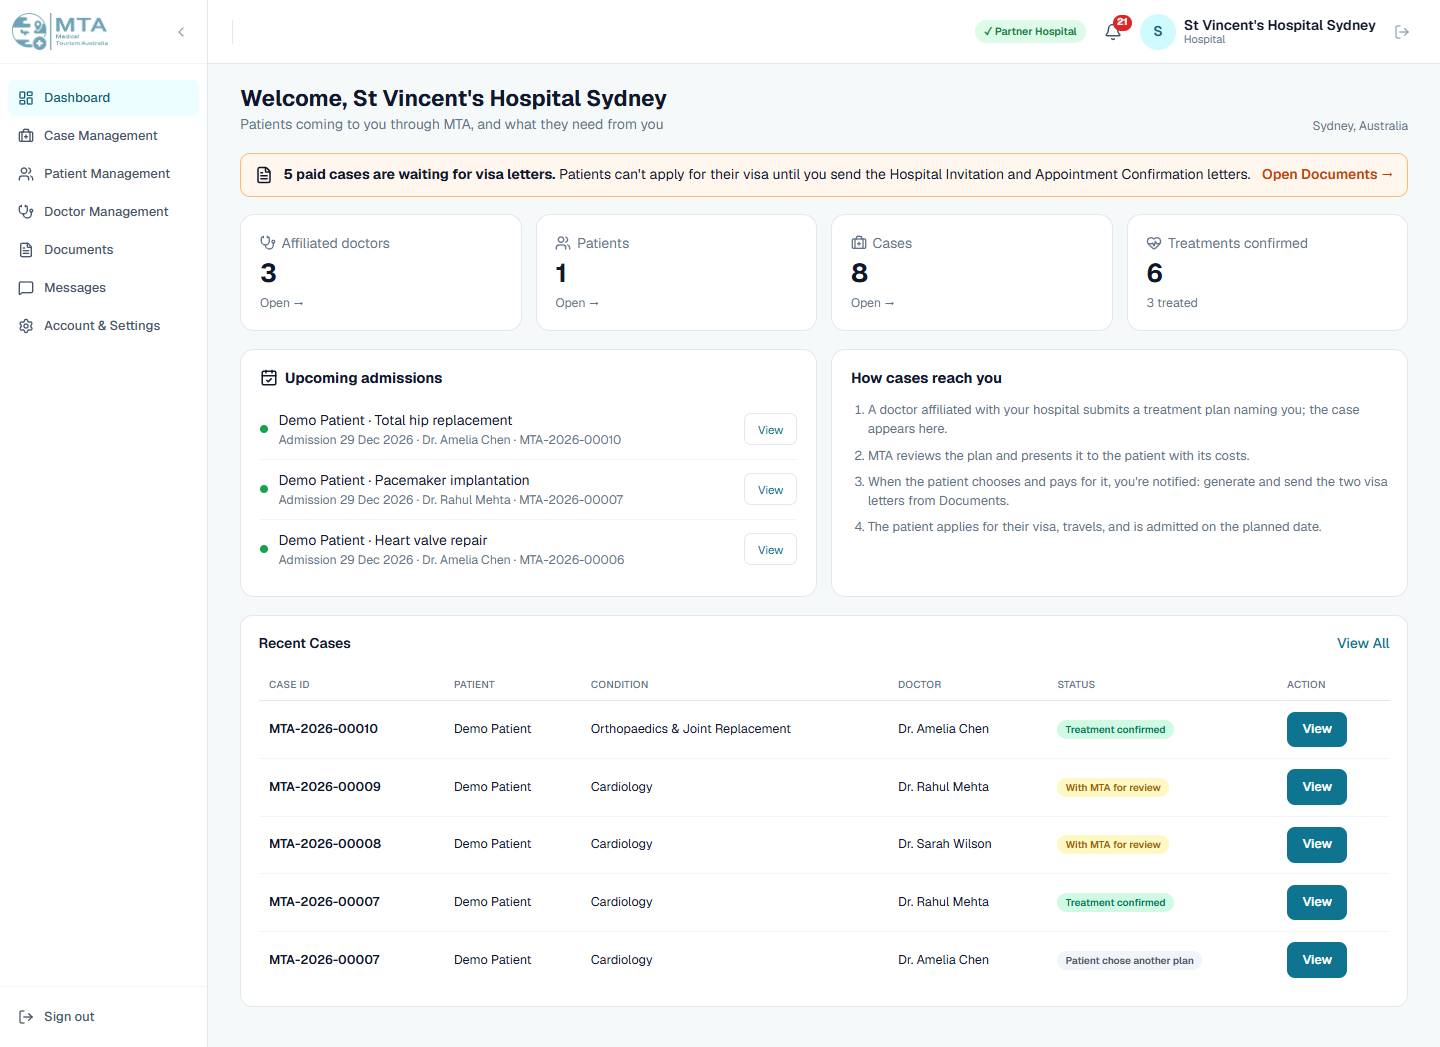 MTA
Medical
Tourism Australia
✓ Partner Hospital
21
S
St Vincent's Hospital Sydney
Hospital
Dashboard
Case Management
Patient Management
Doctor Management
Documents
Messages
Account & Settings
Sign out
Welcome, St Vincent's Hospital Sydney
Patients coming to you through MTA, and what they need from you
Sydney, Australia
5 paid cases are waiting for visa letters. Patients can't apply for their visa until you send the Hospital Invitation and Appointment Confirmation letters. Open Documents →
Affiliated doctors
3
Open →
Patients
1
Open →
Cases
8
Open →
Treatments confirmed
6
3 treated
Upcoming admissions
Demo Patient · Total hip replacement
Admission 29 Dec 2026 · Dr. Amelia Chen · MTA-2026-00010
View
Demo Patient · Pacemaker implantation
Admission 29 Dec 2026 · Dr. Rahul Mehta · MTA-2026-00007
View
Demo Patient · Heart valve repair
Admission 29 Dec 2026 · Dr. Amelia Chen · MTA-2026-00006
View
How cases reach you
1. A doctor affiliated with your hospital submits a treatment plan naming you; the case
appears here.
2. MTA reviews the plan and presents it to the patient with its costs.
3. When the patient chooses and pays for it, you're notified: generate and send the two visa
letters from Documents.
4. The patient applies for their visa, travels, and is admitted on the planned date.
Recent Cases
View All
CASE ID PATIENT CONDITION DOCTOR STATUS ACTION
MTA-2026-00010 Demo Patient Orthopaedics & Joint Replacement Dr. Amelia Chen Treatment confirmed View
MTA-2026-00009 Demo Patient Cardiology Dr. Rahul Mehta With MTA for review View
MTA-2026-00008 Demo Patient Cardiology Dr. Sarah Wilson With MTA for review View
MTA-2026-00007 Demo Patient Cardiology Dr. Rahul Mehta Treatment confirmed View
MTA-2026-00007 Demo Patient Cardiology Dr. Amelia Chen Patient chose another plan View